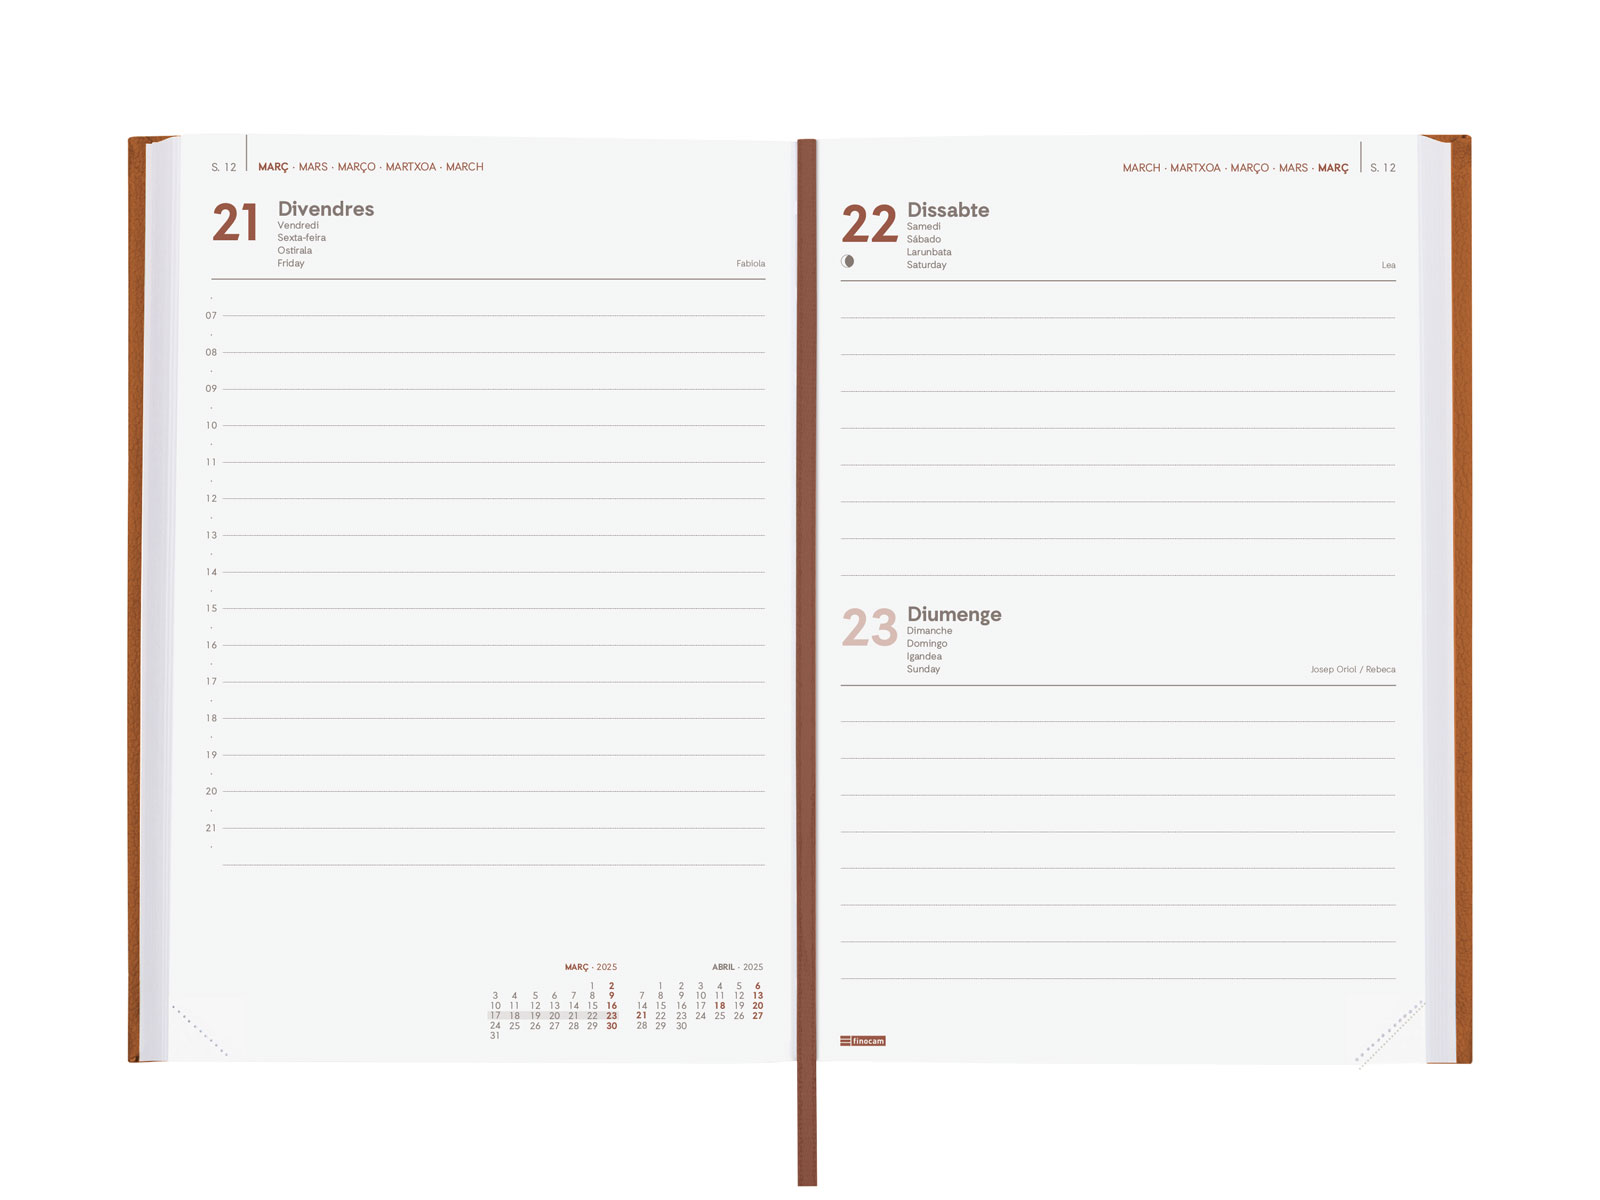 S. 12
MARÇ · MARS · MARÇO · MARTXOA · MARCH
21
Divendres
Vendredi
Sexta-feira
Ostirala
Friday
Fabiola
07
08
09
10
11
12
13
14
15
16
17
18
19
20
21
MARÇ · 2025
1 2
3 4 5 6 7 8 9
10 11 12 13 14 15 16
17 18 19 20 21 22 23
24 25 26 27 28 29 30
31
ABRIL · 2025
1 2 3 4 5 6
7 8 9 10 11 12 13
14 15 16 17 18 19 20
21 22 23 24 25 26 27
28 29 30
MARCH · MARTXOA · MARÇO · MARS · MARÇ
S. 12
22
Dissabte
Samedi
Sábado
Larunbata
Saturday
Lea
23
Diumenge
Dimanche
Domingo
Igandea
Sunday
Josep Oriol / Rebeca
finocam